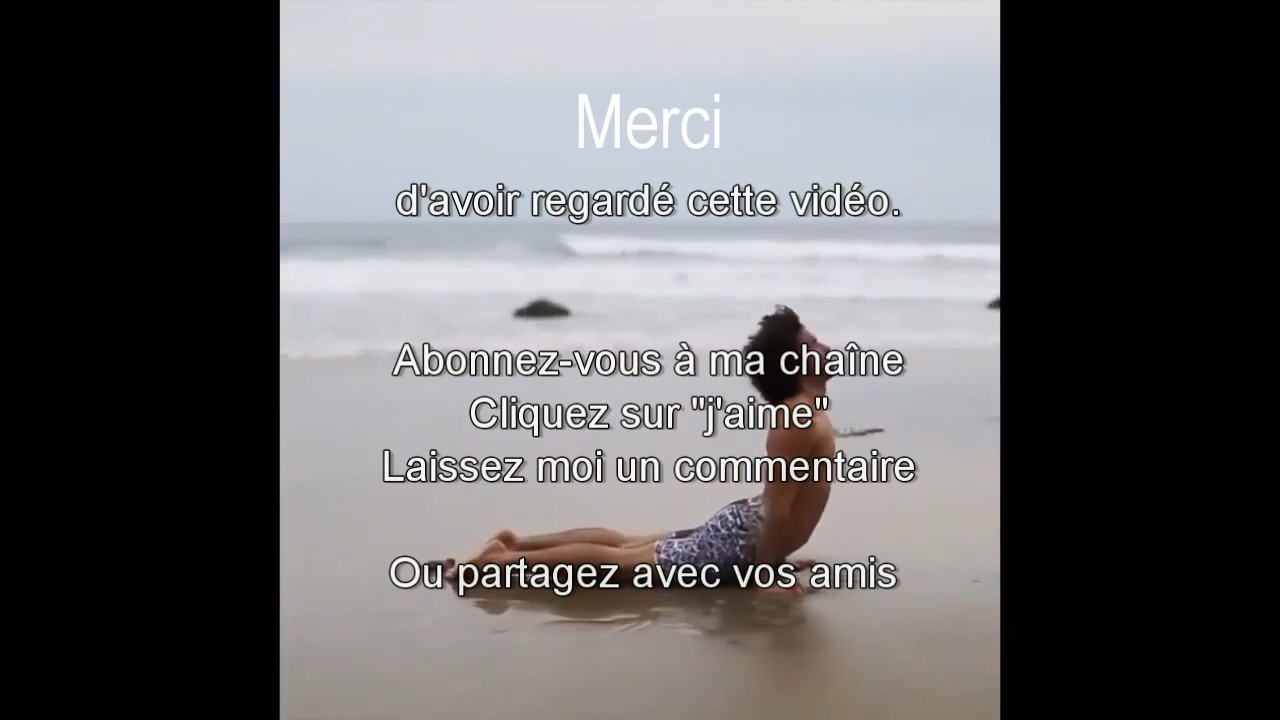 Merci
d'avoir regardé cette vidéo.
Abonnez-vous à ma chaîne
Cliquez sur "j'aime"
Laissez moi un commentaire
Ou partagez avec vos amis